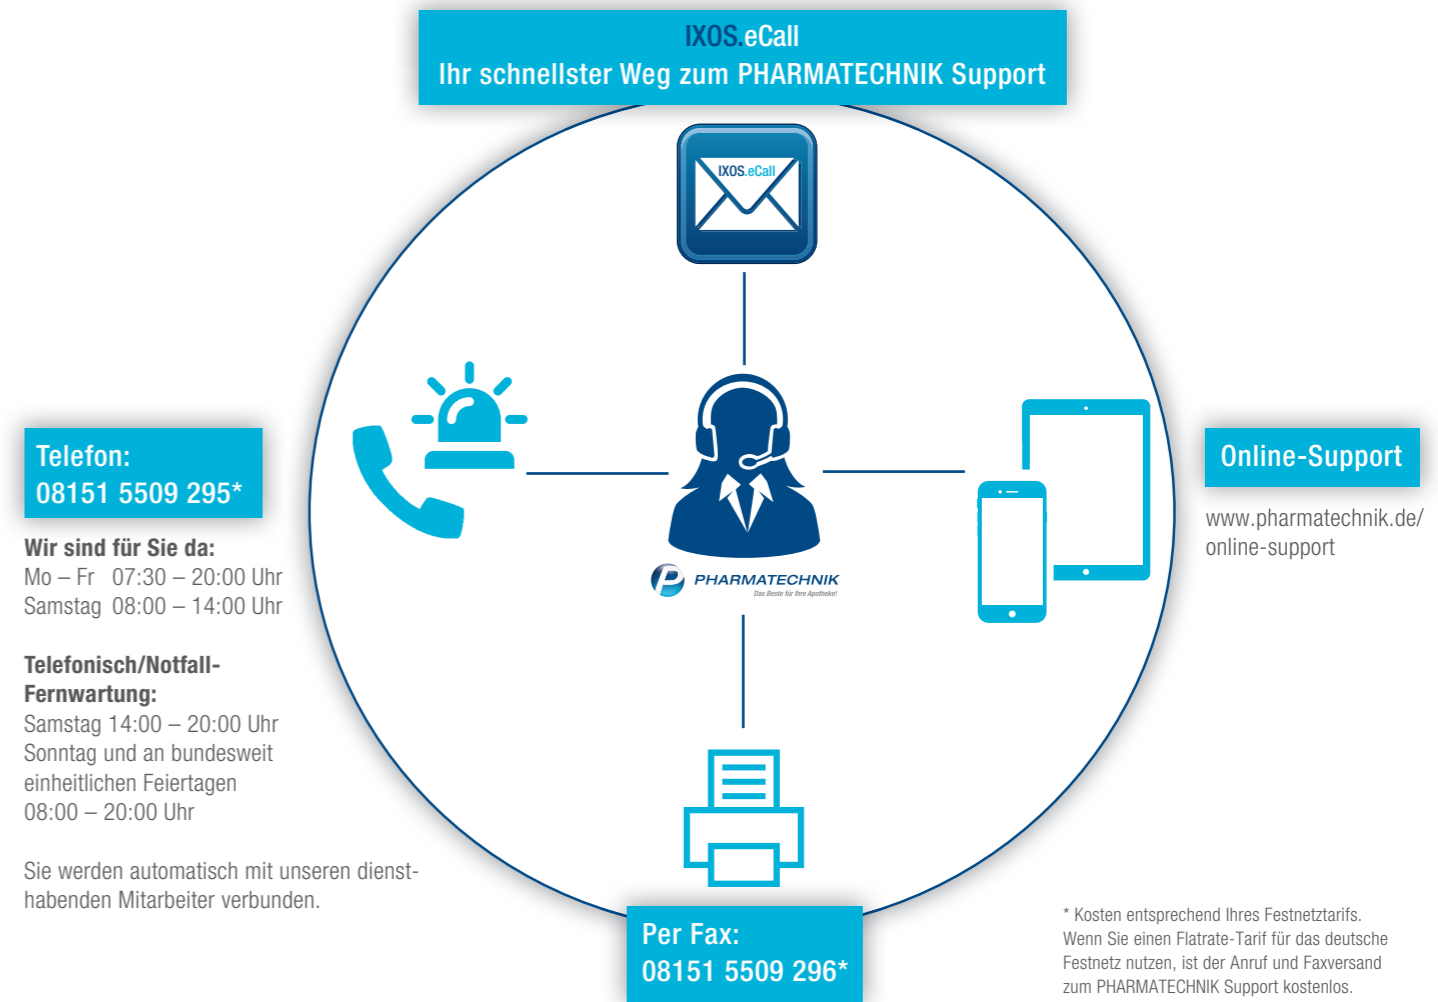 IXOS.eCall
Ihr schnellster Weg zum PHARMATECHNIK Support
IXOS.eCall
Telefon:
08151 5509 295*
Wir sind für Sie da:
Mo – Fr 07:30 – 20:00 Uhr
Samstag 08:00 – 14:00 Uhr
Telefonisch/Notfall-
Fernwartung:
Samstag 14:00 – 20:00 Uhr
Sonntag und an bundesweit
einheitlichen Feiertagen
08:00 – 20:00 Uhr
Sie werden automatisch mit unseren dienst-
habenden Mitarbeiter verbunden.
PHARMATECHNIK
Das Beste für Ihre Apotheke!
Online-Support
www.pharmatechnik.de/
online-support
Per Fax:
08151 5509 296*
* Kosten entsprechend Ihres Festnetztarifs.
Wenn Sie einen Flatrate-Tarif für das deutsche
Festnetz nutzen, ist der Anruf und Faxversand
zum PHARMATECHNIK Support kostenlos.